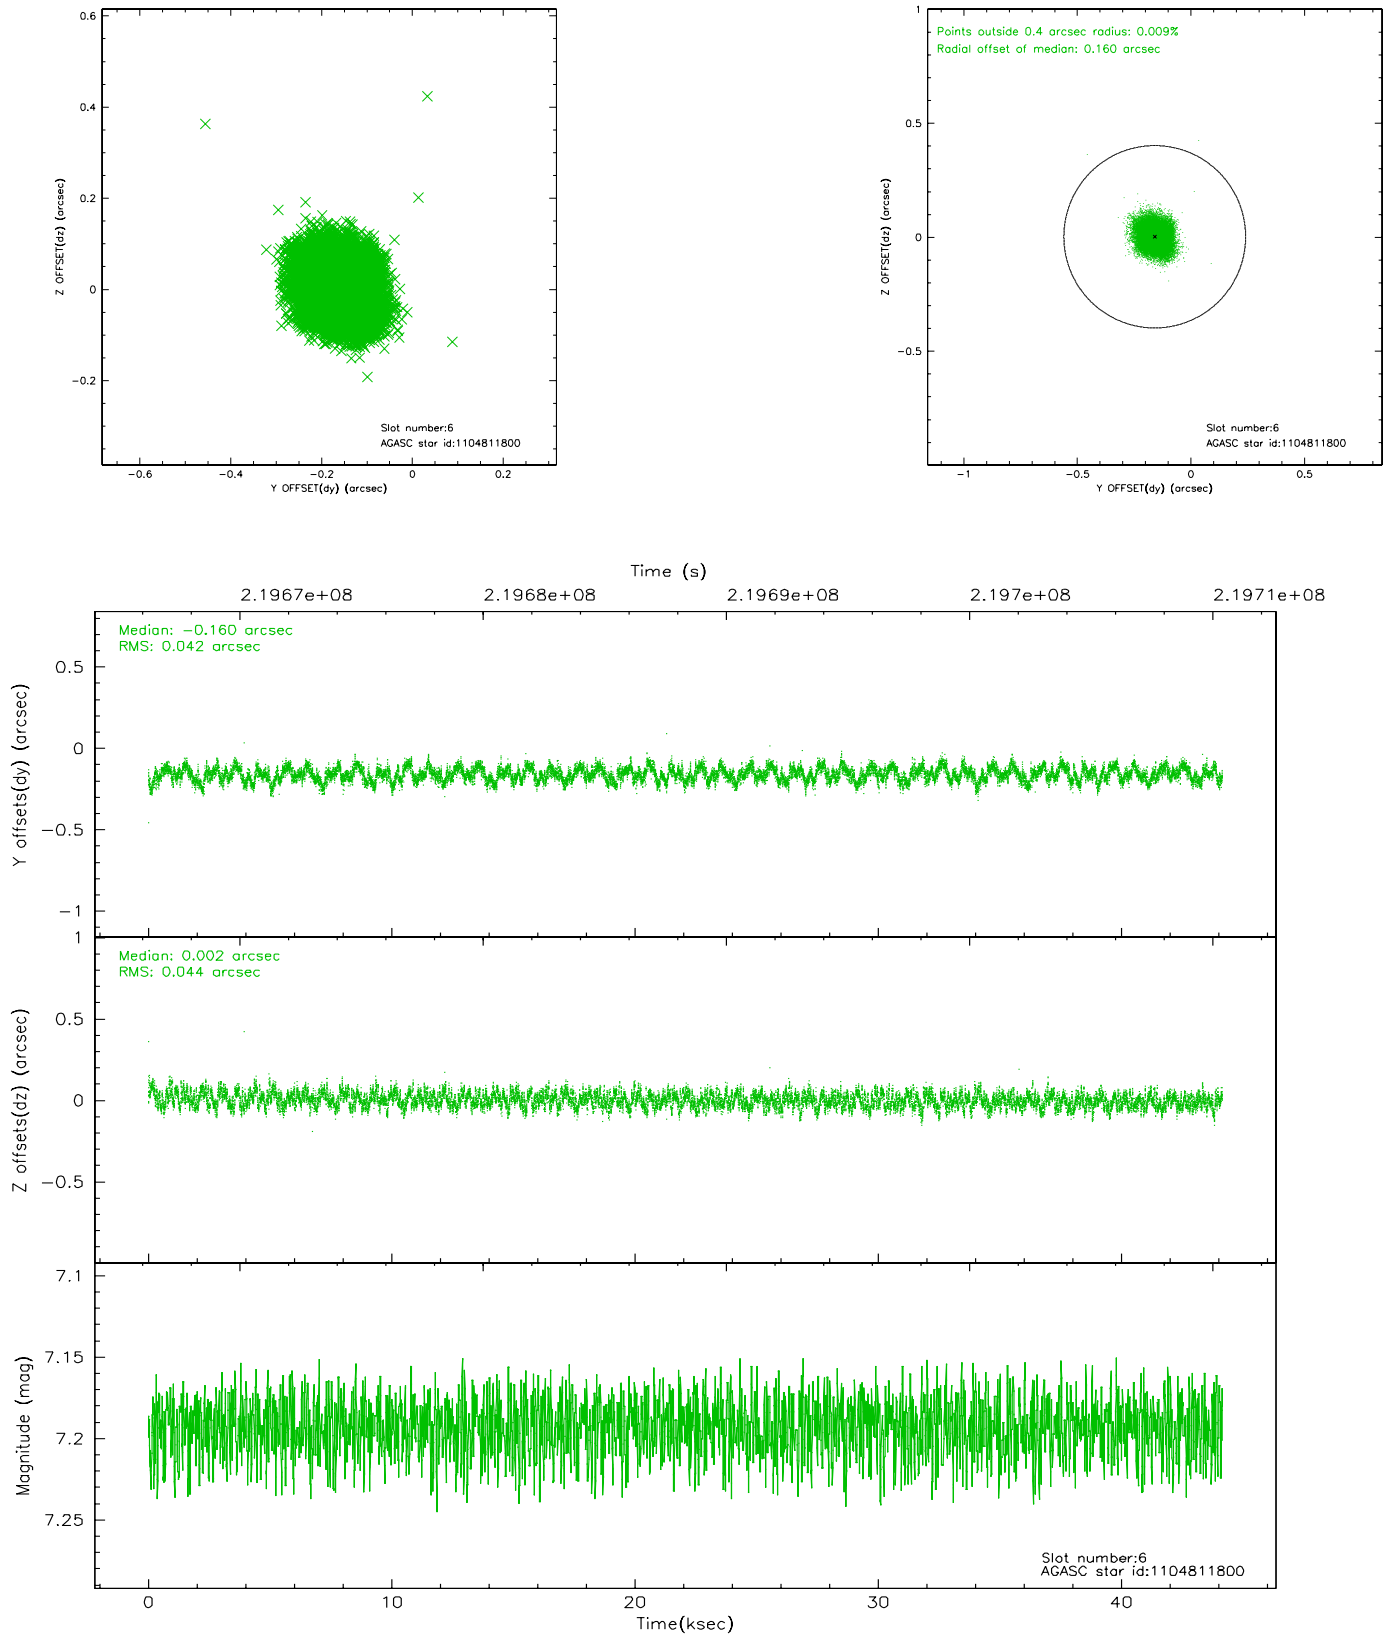 0.6
0.4
0.2
0
−0.2
Z OFFSET(dz) (arcsec)
Slot number:6
AGASC star id:1104811800
−0.6 −0.4 −0.2 0 0.2
Y OFFSET(dy) (arcsec)
1
0.5
0
−0.5
Z OFFSET(dz) (arcsec)
Points outside 0.4 arcsec radius: 0.009%
Radial offset of median: 0.160 arcsec
Slot number:6
AGASC star id:1104811800
−1 −0.5 0 0.5
Y OFFSET(dy) (arcsec)
Time (s)
2.1967e+08 2.1968e+08 2.1969e+08 2.197e+08 2.1971e+08
Median: −0.160 arcsec
RMS: 0.042 arcsec
0.5
0
−0.5
−1
Y offsets(dy) (arcsec)
Median: 0.002 arcsec
RMS: 0.044 arcsec
1
0.5
0
−0.5
Z offsets(dz) (arcsec)
7.1
7.15
7.2
7.25
Magnitude (mag)
Slot number:6
AGASC star id:1104811800
0 10 20 30 40
Time(ksec)